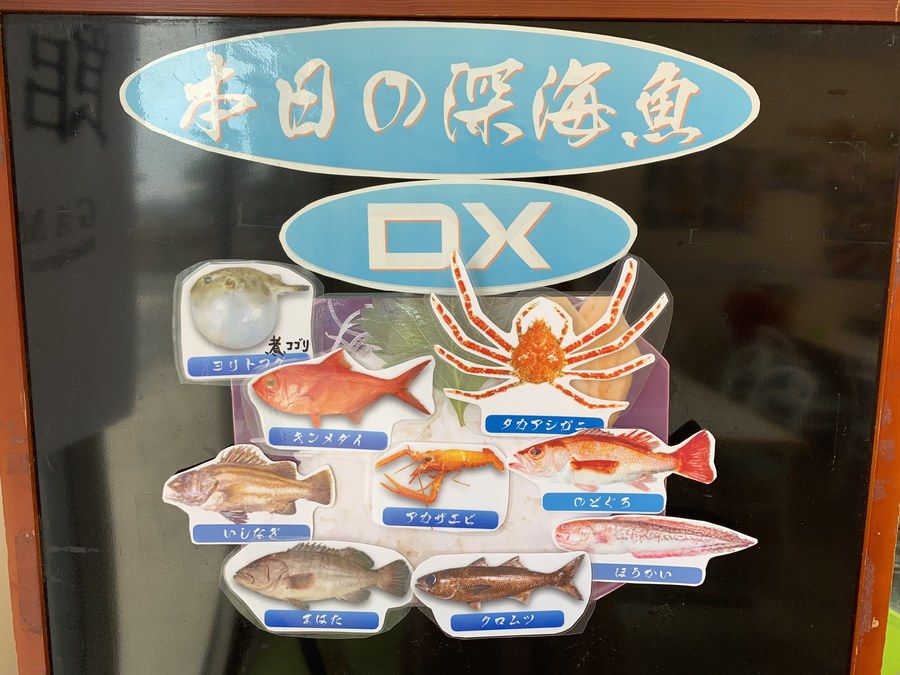 本日の深海魚
DX
煮コゴリ
ヨリトフグ
タカアシガニ
キンメダイ
のどぐろ
いしなぎ
アカザエビ
ほうかい
まはた
クロムツ